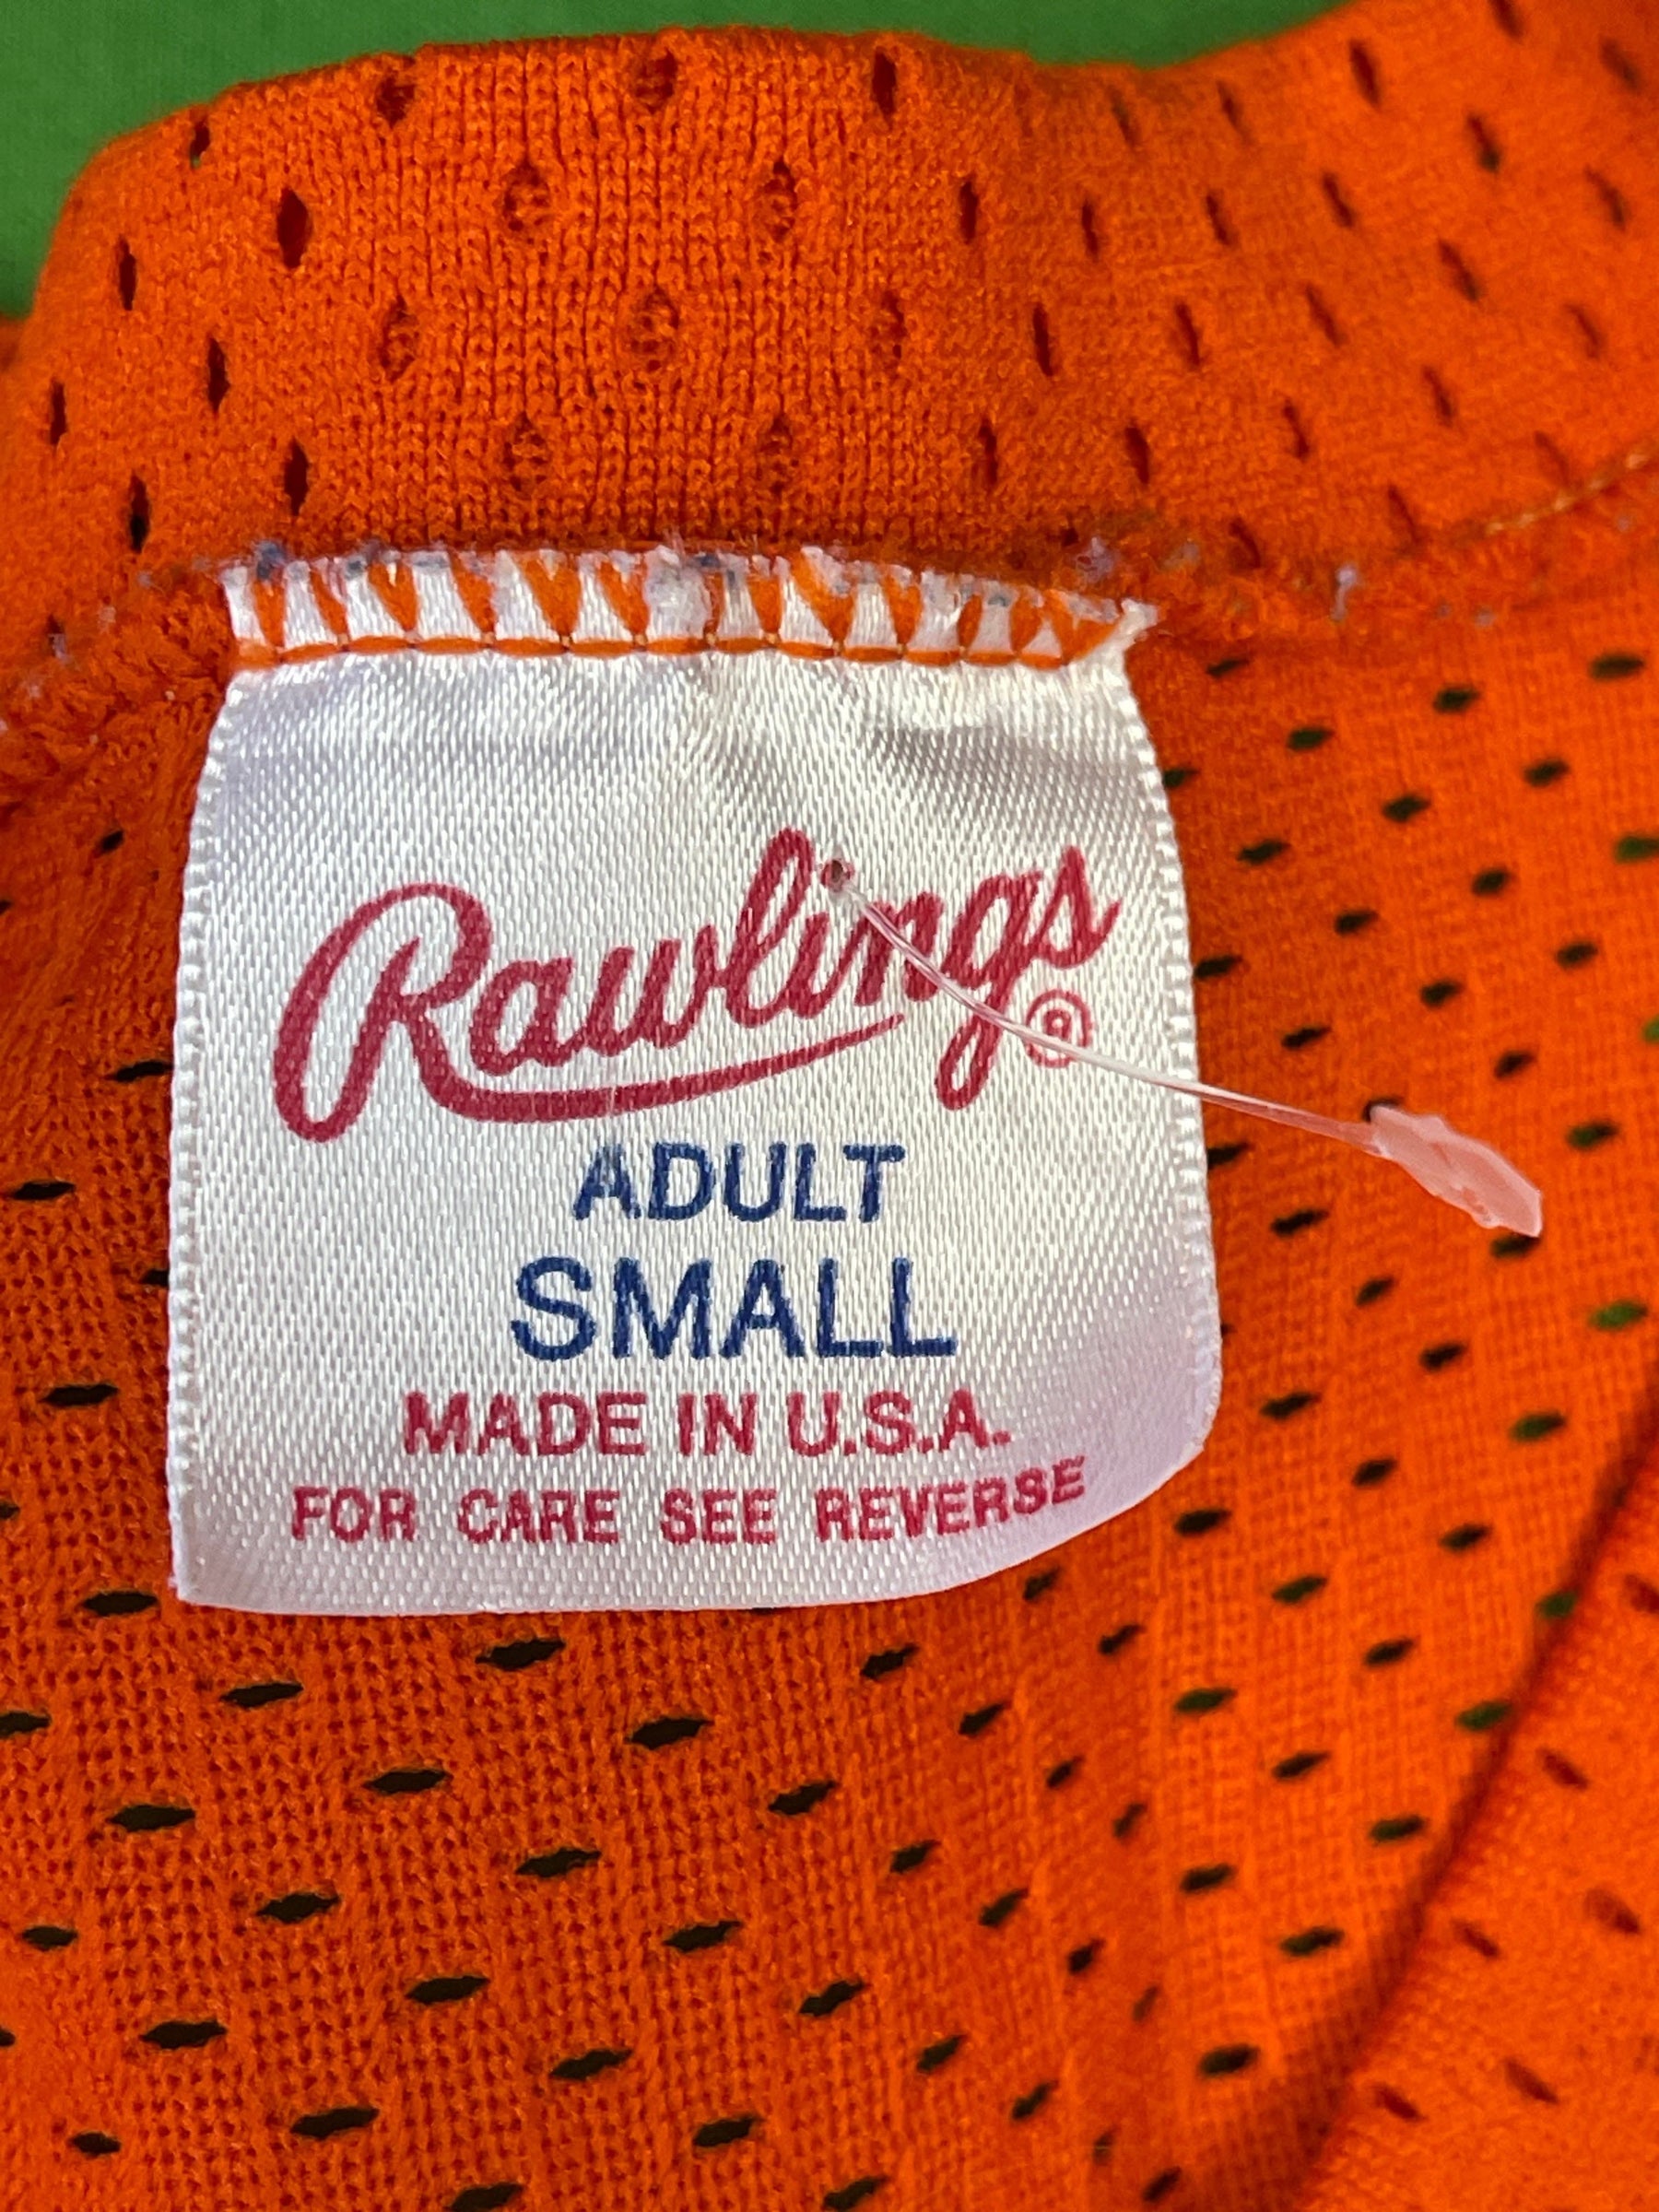 Rawlings®
ADULT
SMALL
MADE IN U.S.A.
FOR CARE SEE REVERSE